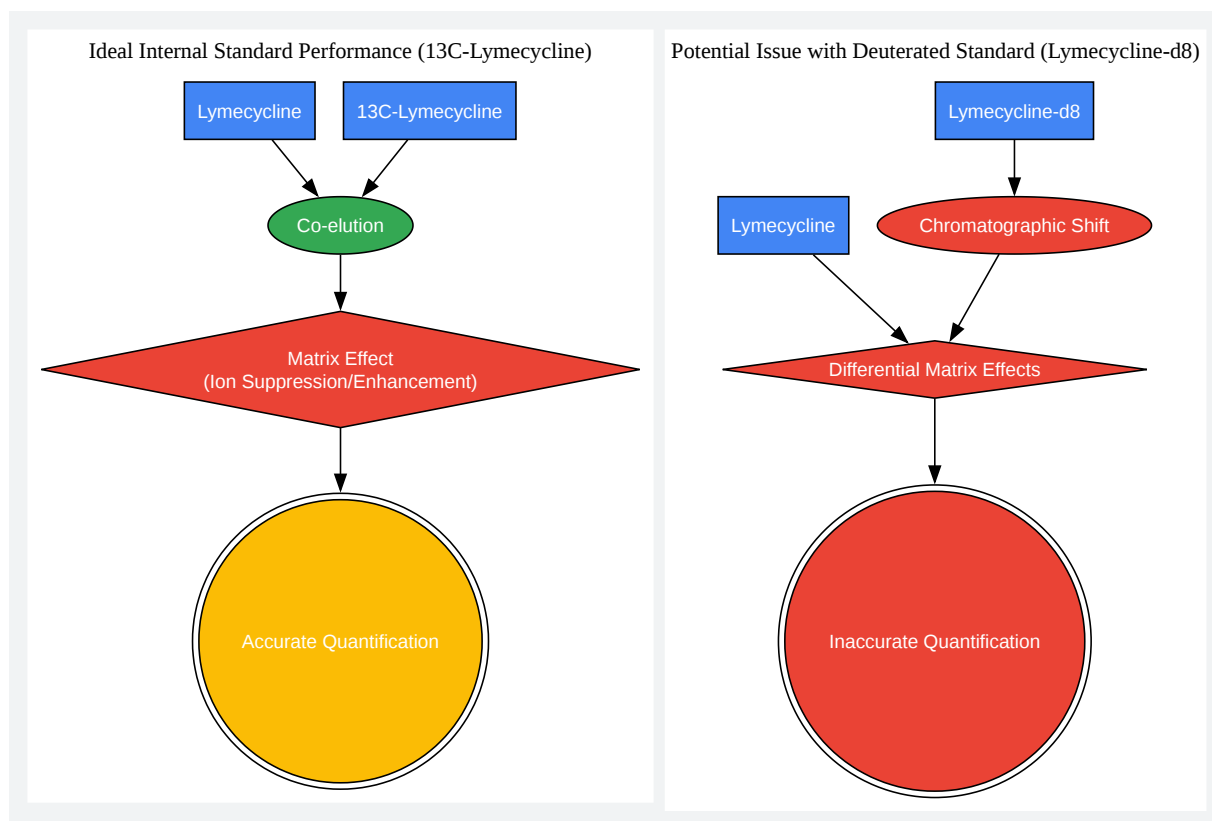 Ideal Internal Standard Performance (13C-Lymecycline)
Lymecycline
13C-Lymecycline
Co-elution
Matrix Effect
(Ion Suppression/Enhancement)
Accurate Quantification
Potential Issue with Deuterated Standard (Lymecycline-d8)
Lymecycline-d8
Lymecycline
Chromatographic Shift
Differential Matrix Effects
Inaccurate Quantification